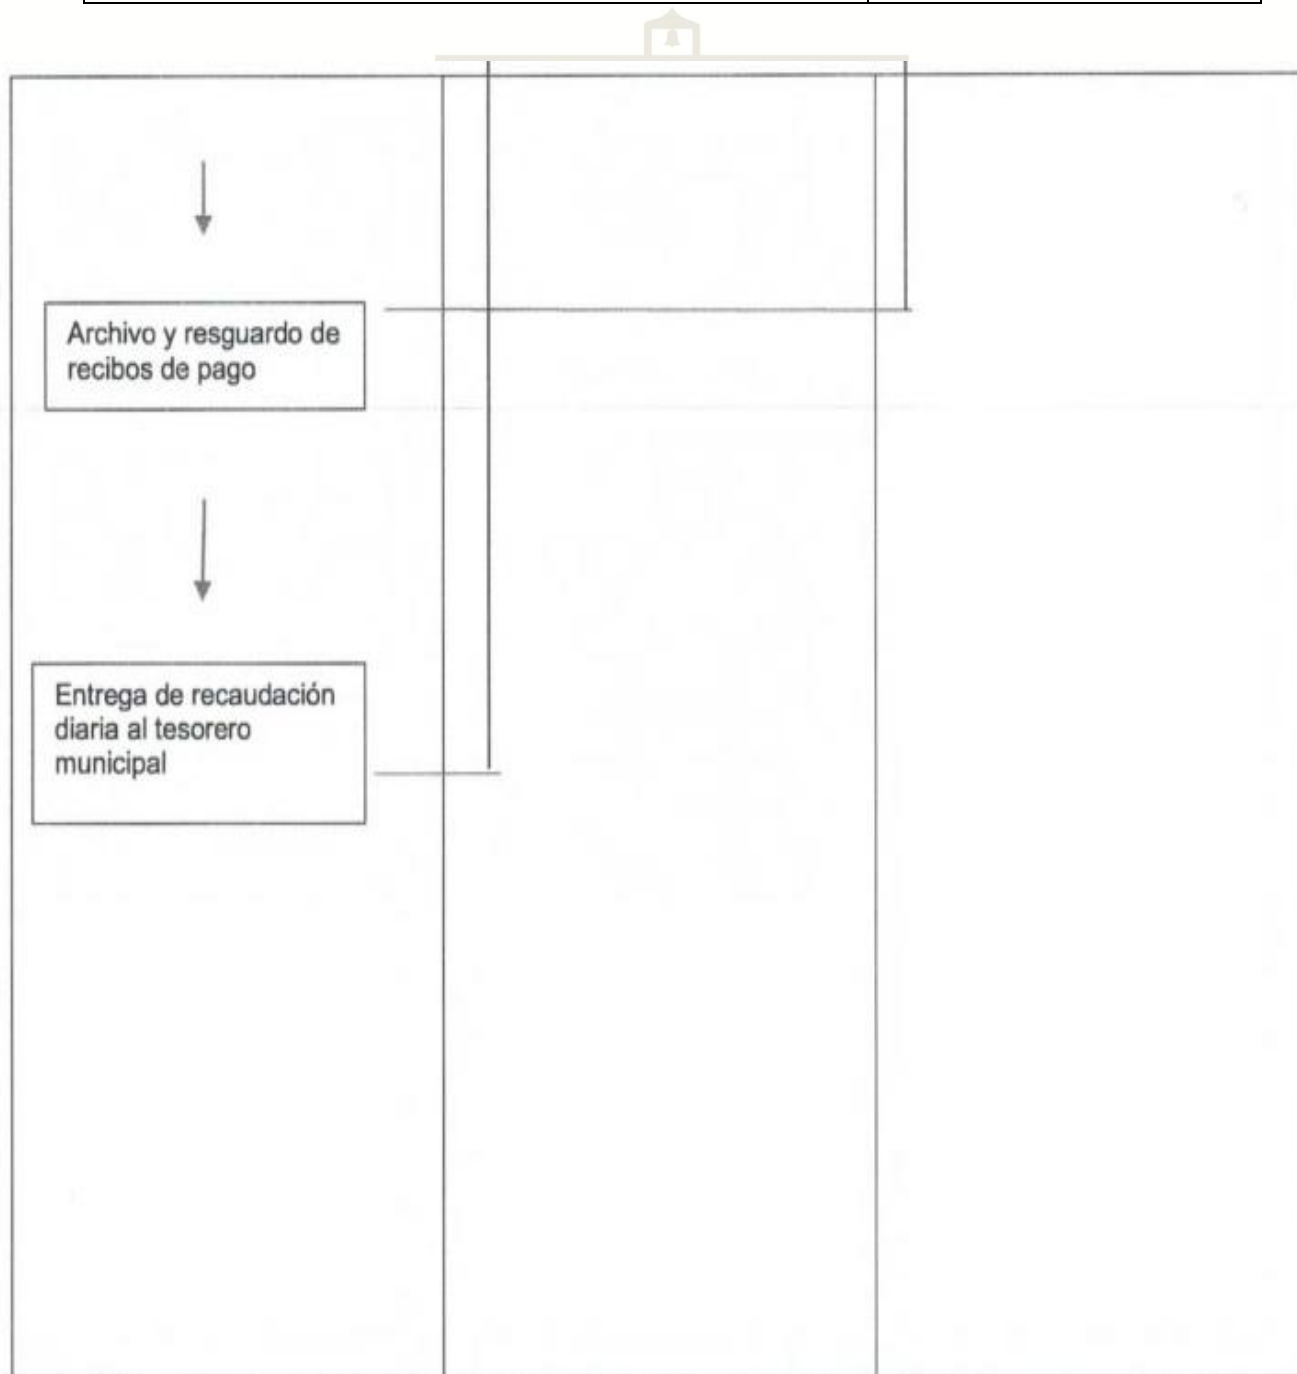 Archivo y resguardo de
recibos de pago
Entrega de recaudación
diaria al tesorero
municipal